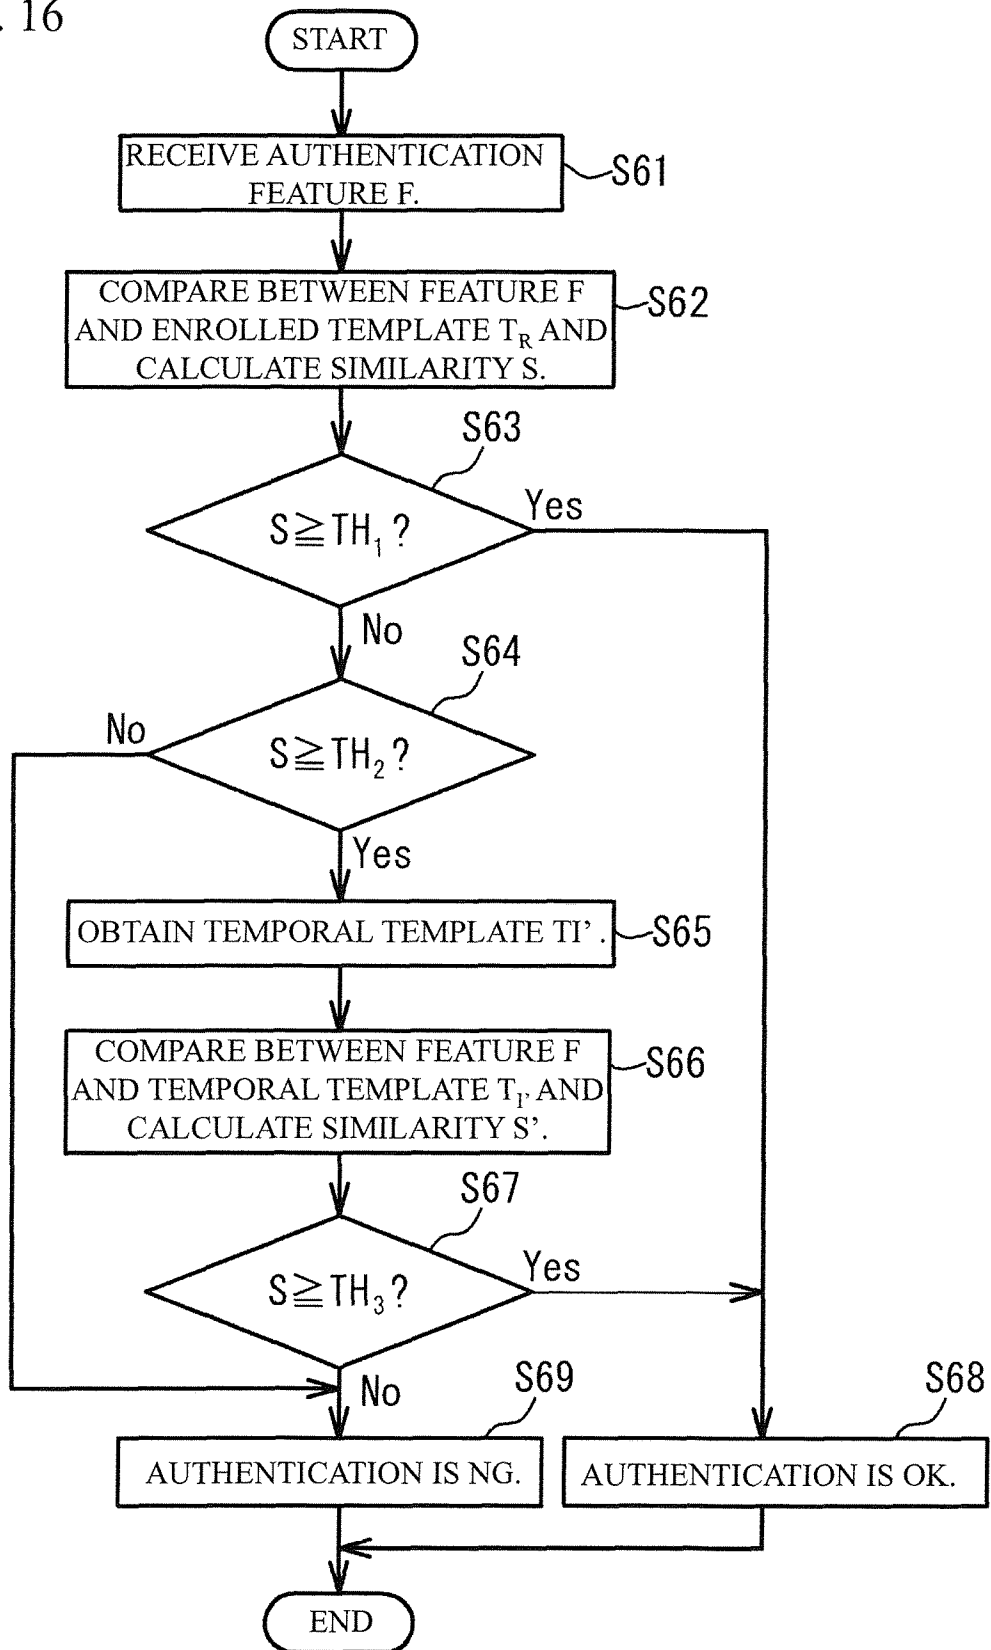 . 16
START
RECEIVE AUTHENTICATION
FEATURE F.
S61
COMPARE BETWEEN FEATURE F
AND ENROLLED TEMPLATE T_R AND
CALCULATE SIMILARITY S.
S62
S63
S≧TH₁?
Yes
No
S64
S≧TH₂?
No
Yes
OBTAIN TEMPORAL TEMPLATE TI’.
S65
COMPARE BETWEEN FEATURE F
AND TEMPORAL TEMPLATE T_I’ AND
CALCULATE SIMILARITY S’.
S66
S67
S≧TH₃?
Yes
No
S69
S68
AUTHENTICATION IS NG.
AUTHENTICATION IS OK.
END